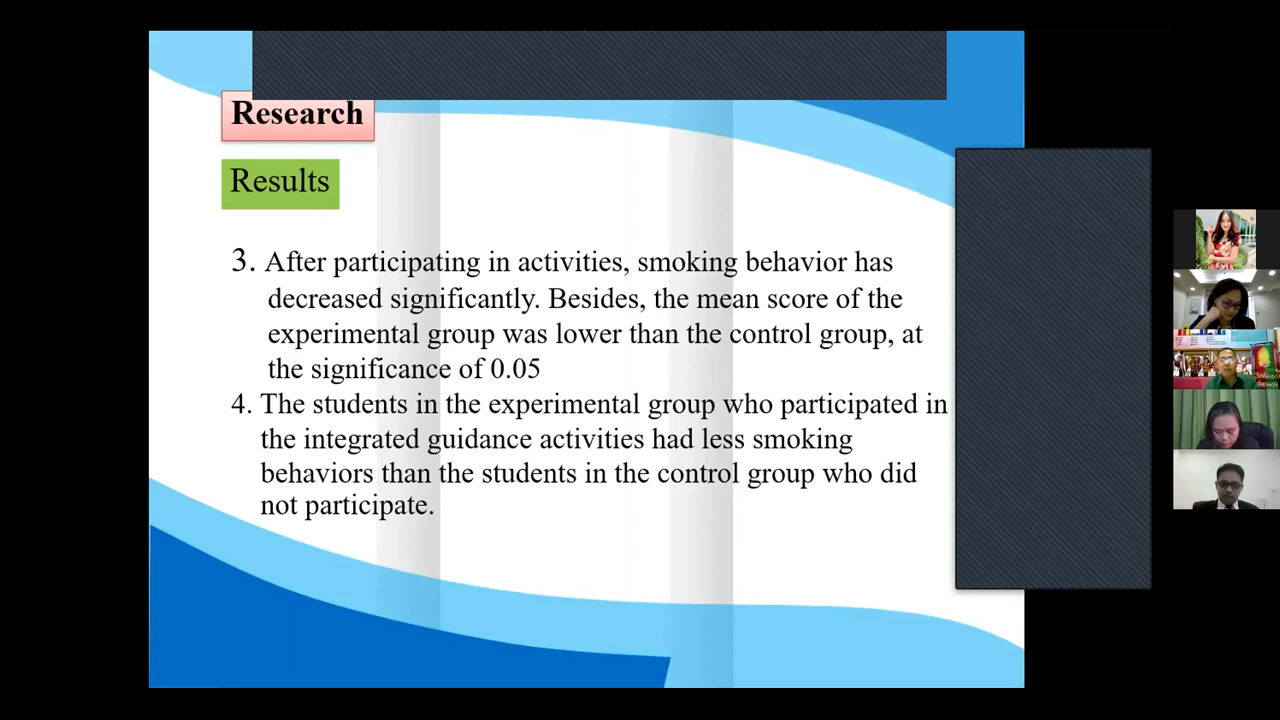 Research
Results
3. After participating in activities, smoking behavior has
decreased significantly. Besides, the mean score of the
experimental group was lower than the control group, at
the significance of 0.05
4. The students in the experimental group who participated in
the integrated guidance activities had less smoking
behaviors than the students in the control group who did
not participate.